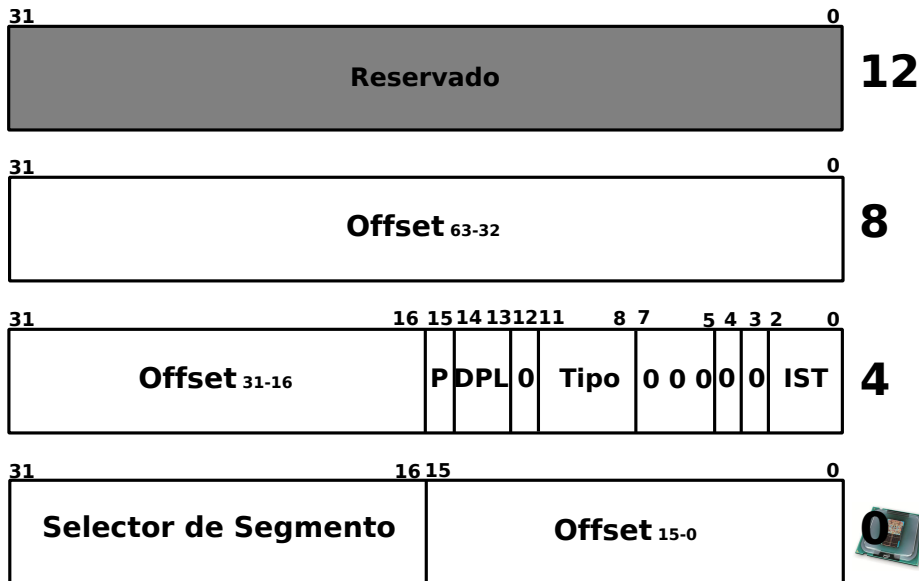 31 0
Reservado 12
31 0
Offset 63-32 8
31 16 15 14 13 12 11 8 7 5 4 3 2 0
Offset 31-16 P DPL 0 Tipo 0 0 0 0 0 IST 4
31 16 15 0
Selector de Segmento Offset 15-0 0